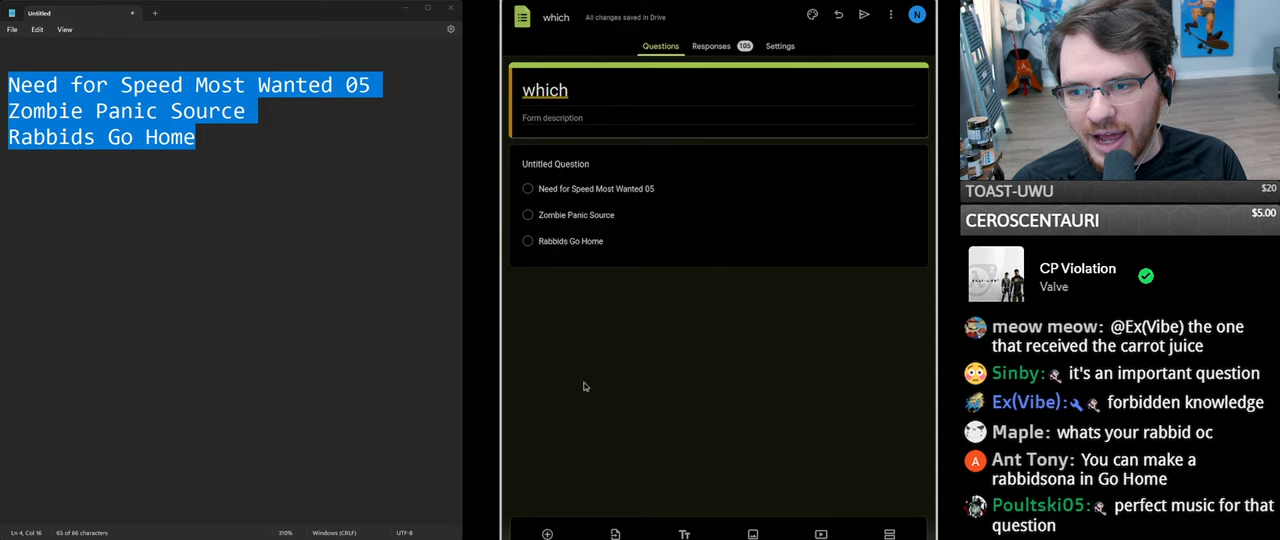 Untitled
File Edit View
Need for Speed Most Wanted 05
Zombie Panic Source
Rabbids Go Home
Ln 4, Col 16 65 of 66 characters 310% Windows (CRLF) UTF-8
which All changes saved in Drive N
Questions Responses 105 Settings
which
Form description
Untitled Question
Need for Speed Most Wanted 05
Zombie Panic Source
Rabbids Go Home
Tт
TOAST-UWU $20
CEROSCENTAURI $5.00
CP Violation
Valve
meow meow: @Ex(Vibe) the one
that received the carrot juice
Sinby: it's an important question
Ex(Vibe): forbidden knowledge
Maple: whats your rabbid oc
A Ant Tony: You can make a
rabbidsona in Go Home
Poultski05: perfect music for that
question